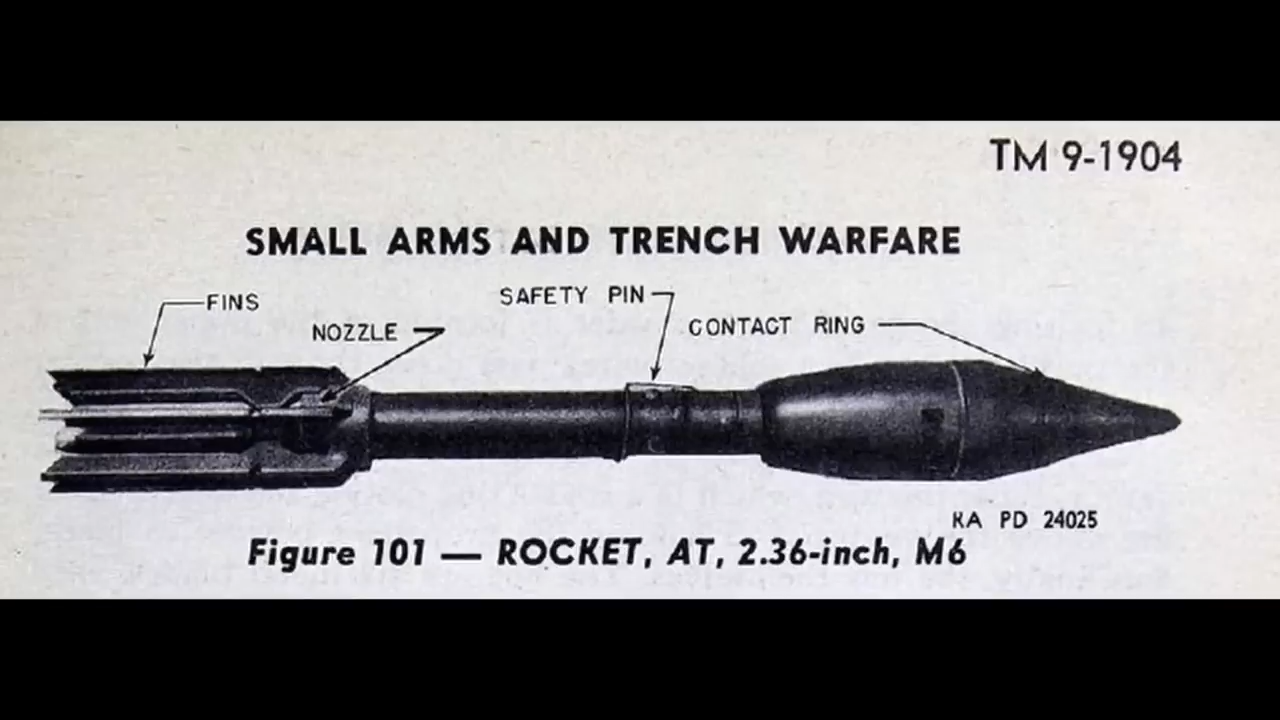 TM 9-1904
SMALL ARMS AND TRENCH WARFARE
FINS
SAFETY PIN
NOZZLE
CONTACT RING
RA PD 24025
Figure 101 — ROCKET, AT, 2.36-inch, M6